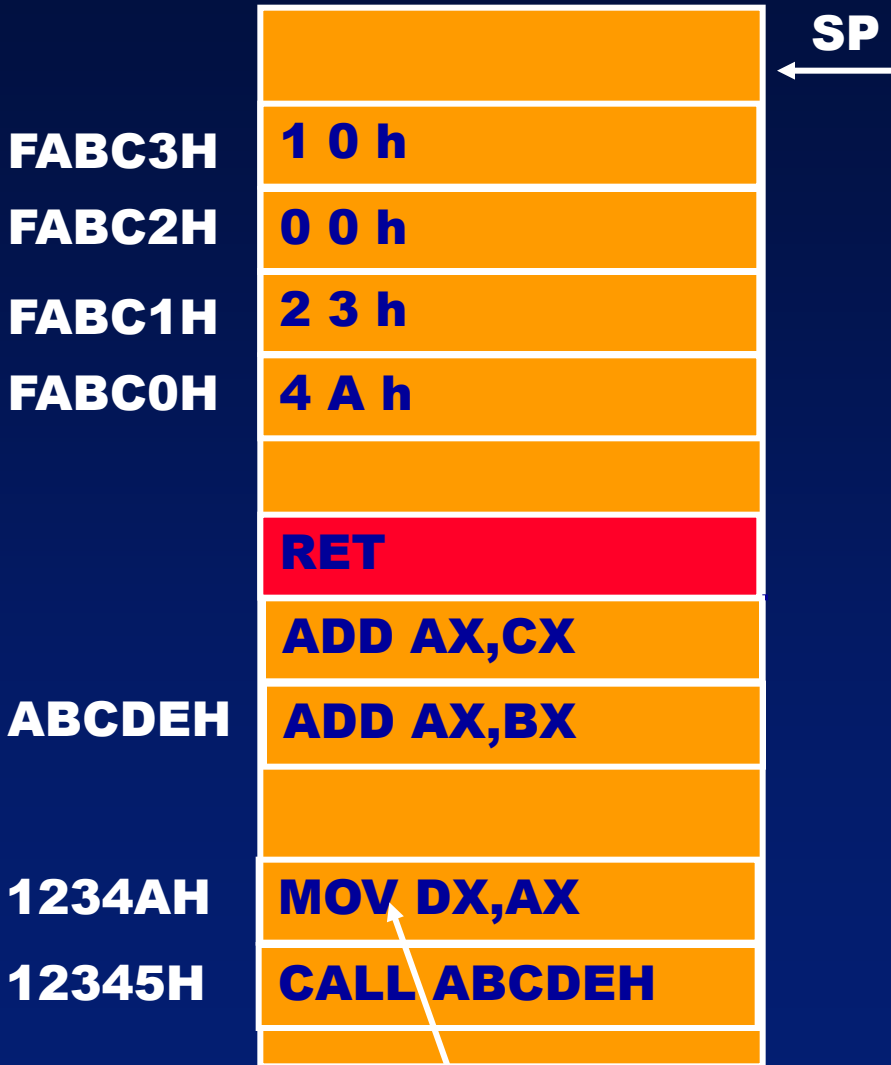 SP
FABC3H 1 0 h
FABC2H 0 0 h
FABC1H 2 3 h
FABC0H 4 A h
RET
ADD AX,CX
ABCDEH ADD AX,BX
1234AH MOV DX,AX
12345H CALL ABCDEH